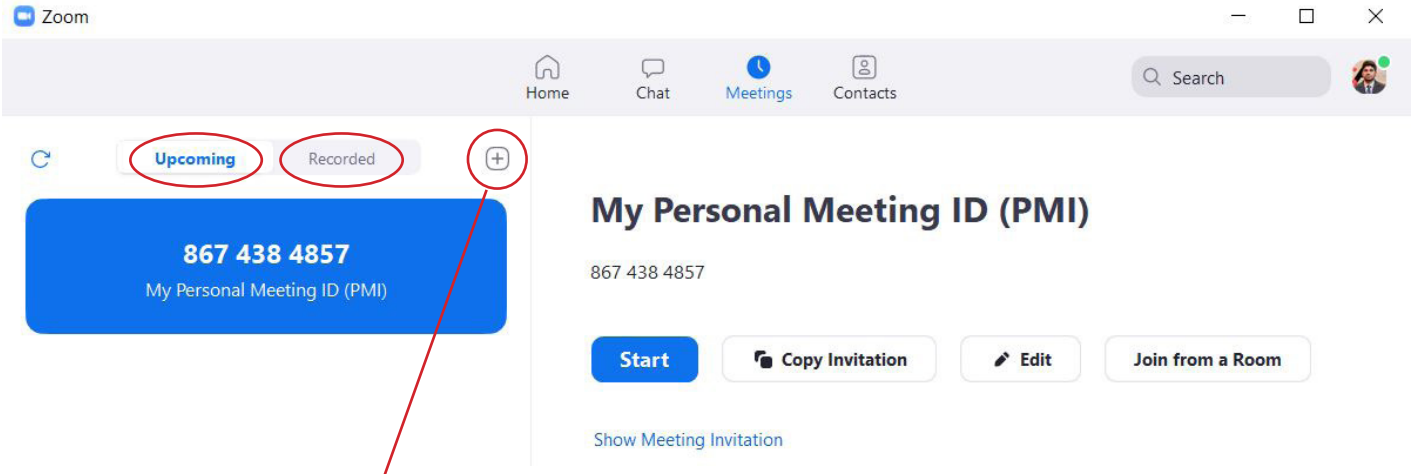 Zoom
Home Chat Meetings Contacts Search
Upcoming Recorded
867 438 4857
My Personal Meeting ID (PMI)
My Personal Meeting ID (PMI)
867 438 4857
Start Copy Invitation Edit Join from a Room
Show Meeting Invitation